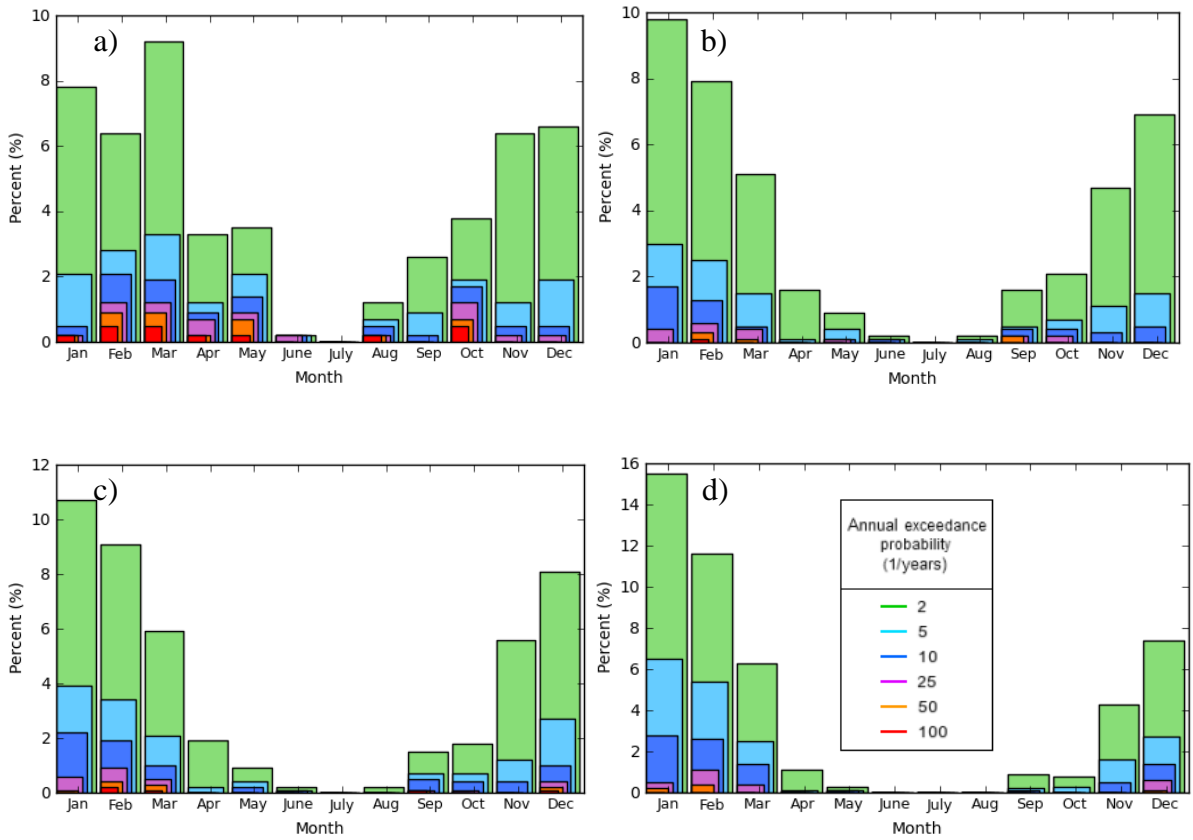 a)
10
8
6
4
2
0
Percent (%)
Jan Feb Mar Apr May June July Aug Sep Oct Nov Dec
Month
b)
10
8
6
4
2
0
Percent (%)
Jan Feb Mar Apr May June July Aug Sep Oct Nov Dec
Month
c)
12
10
8
6
4
2
0
Percent (%)
Jan Feb Mar Apr May June July Aug Sep Oct Nov Dec
Month
d)
16
14
12
10
8
6
4
2
0
Percent (%)
Jan Feb Mar Apr May June July Aug Sep Oct Nov Dec
Month
Annual exceedance
probability
(1/years)
2
5
10
25
50
100